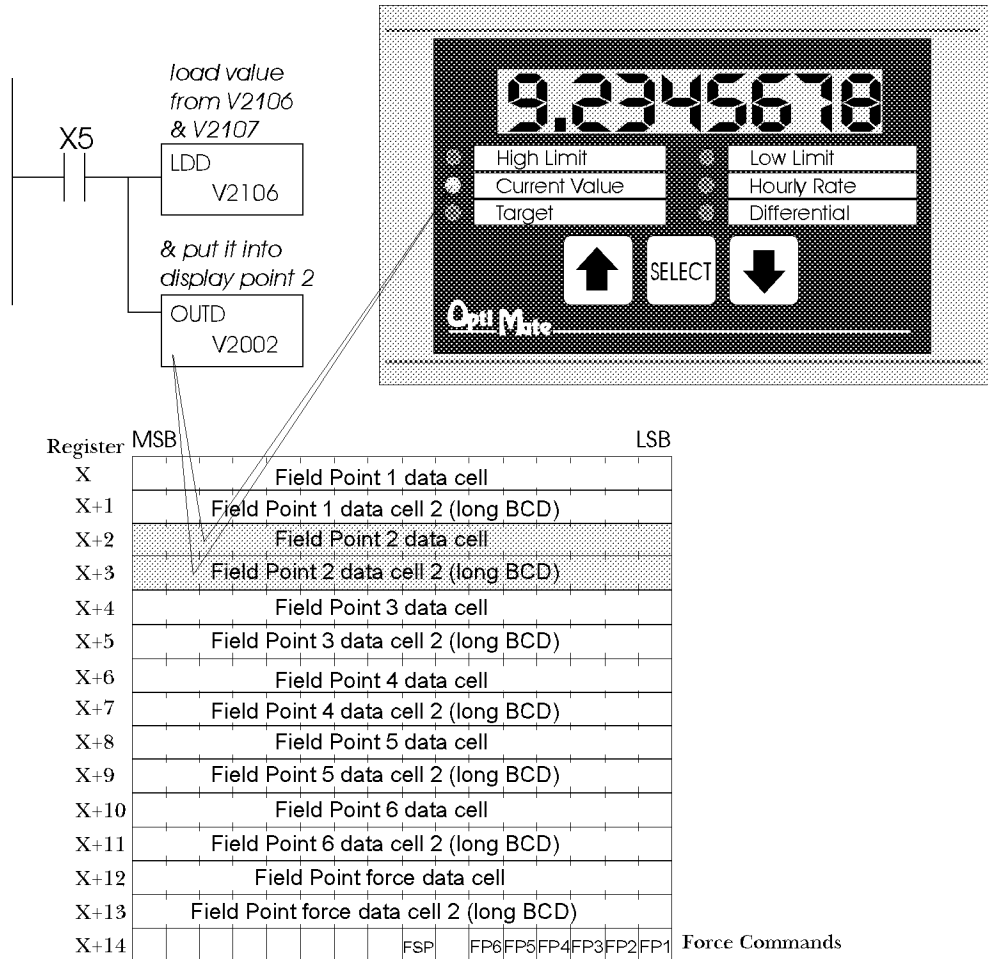 load value
from V2106
& V2107
X5
LDD
V2106
& put it into
display point 2
OUTD
V2002
9.2345678
High Limit
Low Limit
Current Value
Hourly Rate
Target
Differential
SELECT
Opti Mate
Register MSB LSB
X Field Point 1 data cell
X+1 Field Point 1 data cell 2 (long BCD)
X+2 Field Point 2 data cell
X+3 Field Point 2 data cell 2 (long BCD)
X+4 Field Point 3 data cell
X+5 Field Point 3 data cell 2 (long BCD)
X+6 Field Point 4 data cell
X+7 Field Point 4 data cell 2 (long BCD)
X+8 Field Point 5 data cell
X+9 Field Point 5 data cell 2 (long BCD)
X+10 Field Point 6 data cell
X+11 Field Point 6 data cell 2 (long BCD)
X+12 Field Point force data cell
X+13 Field Point force data cell 2 (long BCD)
X+14 FSP FP6 FP5 FP4 FP3 FP2 FP1 Force Commands